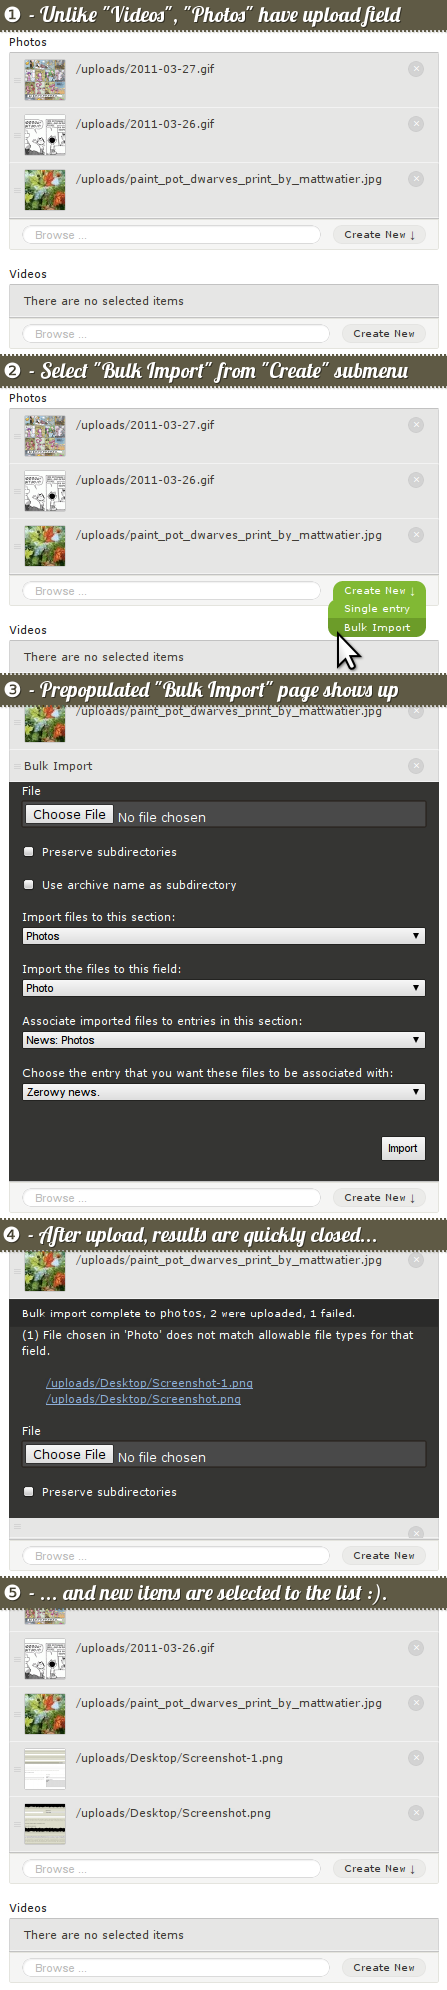 ❶ - Unlike "Videos", "Photos" have upload field
Photos
/uploads/2011-03-27.gif
/uploads/2011-03-26.gif
/uploads/paint_pot_dwarves_print_by_mattwatier.jpg
Browse ...
Create New ↓
Videos
There are no selected items
Browse ...
Create New
❷ - Select "Bulk Import" from "Create" submenu
Photos
/uploads/2011-03-27.gif
/uploads/2011-03-26.gif
/uploads/paint_pot_dwarves_print_by_mattwatier.jpg
Browse ...
Create New ↓
Single entry
Bulk Import
Videos
There are no selected items
❸ - Prepopulated "Bulk Import" page shows up
/uploads/paint_pot_dwarves_print_by_mattwatier.jpg
Bulk Import
File
Choose File No file chosen
Preserve subdirectories
Use archive name as subdirectory
Import files to this section:
Photos
Import the files to this field:
Photo
Associate imported files to entries in this section:
News: Photos
Choose the entry that you want these files to be associated with:
Zerowy news.
Import
Browse ...
Create New ↓
❹ - After upload, results are quickly closed...
/uploads/paint_pot_dwarves_print_by_mattwatier.jpg
Bulk import complete to photos, 2 were uploaded, 1 failed.
(1) File chosen in 'Photo' does not match allowable file types for that
field.
/uploads/Desktop/Screenshot-1.png
/uploads/Desktop/Screenshot.png
File
Choose File No file chosen
Preserve subdirectories
Browse ...
Create New
❺ - ... and new items are selected to the list :).
/uploads/2011-03-26.gif
/uploads/paint_pot_dwarves_print_by_mattwatier.jpg
/uploads/Desktop/Screenshot-1.png
/uploads/Desktop/Screenshot.png
Browse ...
Create New ↓
Videos
There are no selected items
Browse ...
Create New